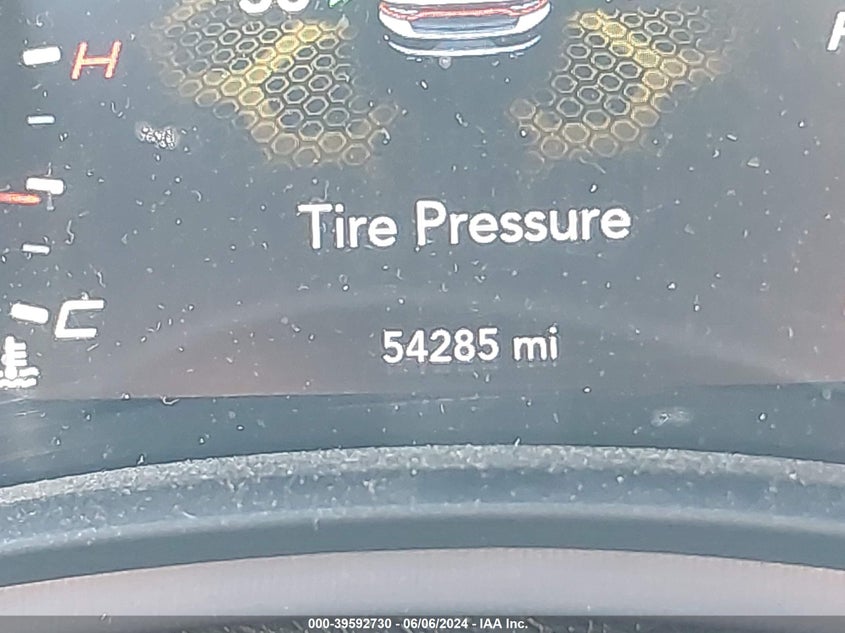 H
Tire Pressure
C
54285 mi
000-39592730 - 06/06/2024 - IAA Inc.